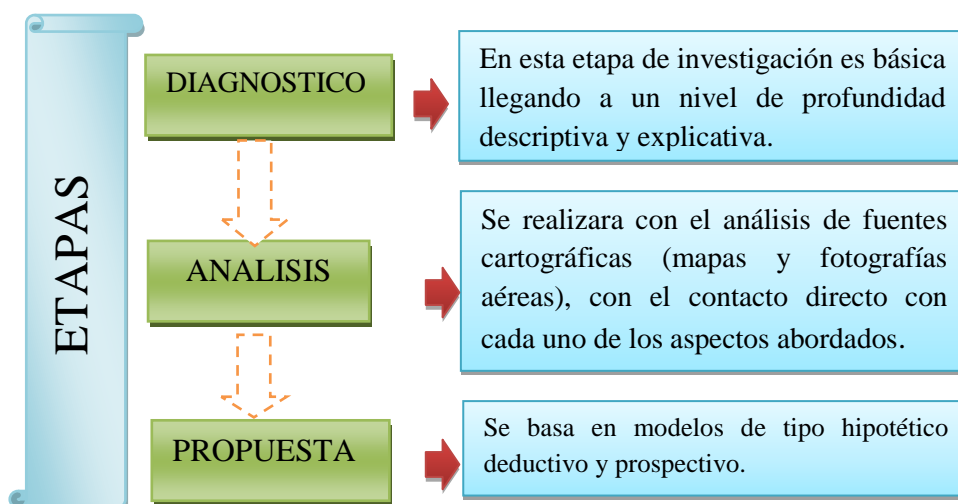 ETAPAS
DIAGNOSTICO
En esta etapa de investigación es básica
llegando a un nivel de profundidad
descriptiva y explicativa.
ANALISIS
Se realizara con el análisis de fuentes
cartográficas (mapas y fotografías
aéreas), con el contacto directo con
cada uno de los aspectos abordados.
PROPUESTA
Se basa en modelos de tipo hipotético
deductivo y prospectivo.